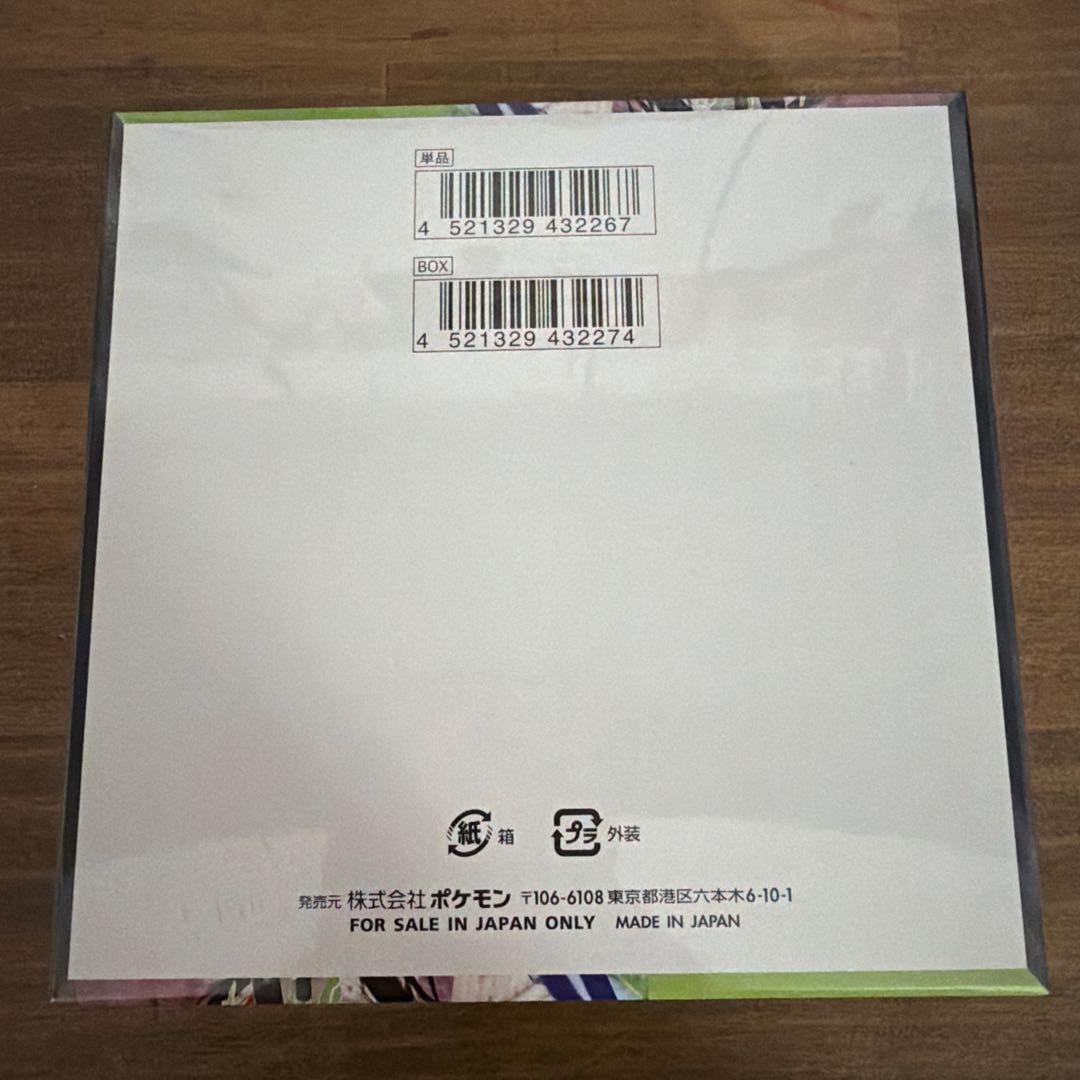 単品
4 521329 432267
BOX
4 521329 432274
紙 箱 プラ 外装
発売元 株式会社 ポケモン 〒106-6108 東京都港区六本木6-10-1
FOR SALE IN JAPAN ONLY MADE IN JAPAN